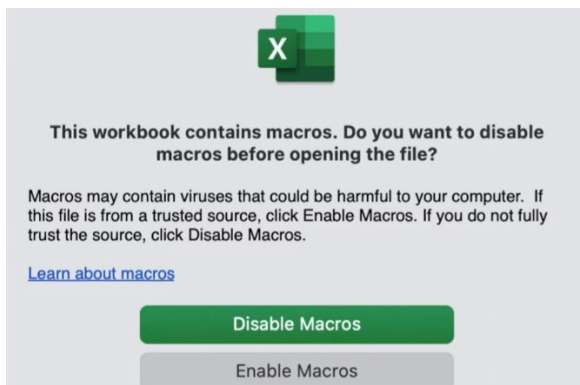 X
This workbook contains macros. Do you want to disable
macros before opening the file?
Macros may contain viruses that could be harmful to your computer. If
this file is from a trusted source, click Enable Macros. If you do not fully
trust the source, click Disable Macros.
Learn about macros
Disable Macros
Enable Macros